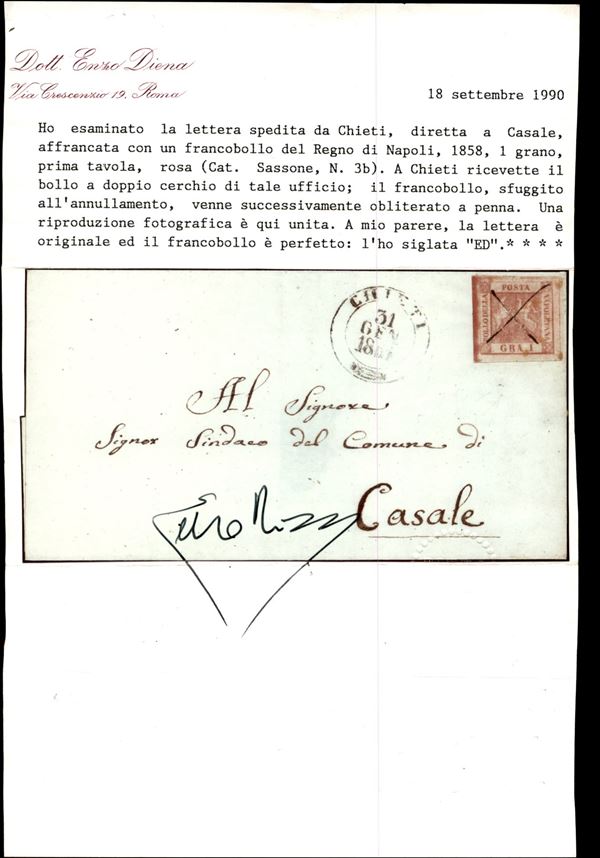 Dott. Enzo Diena
Via Crescenzio 19, Roma
18 settembre 1990
Ho esaminato la lettera spedita da Chieti, diretta a Casale,
affrancata con un francobollo del Regno di Napoli, 1858, 1 grano,
prima tavola, rosa (Cat. Sassone, N. 3b). A Chieti ricevette il
bollo a doppio cerchio di tale ufficio; il francobollo, sfuggito
all'annullamento, venne successivamente obliterato a penna. Una
riproduzione fotografica è qui unita. A mio parere, la lettera è
originale ed il francobollo è perfetto: l'ho siglata "ED".* * * *
CHIETI
31
GEN
POSTA
BOLLO DELLA
NAPOLETANA
GRA 1
Al Signore
Signor Sindaco del Comune di
Casale